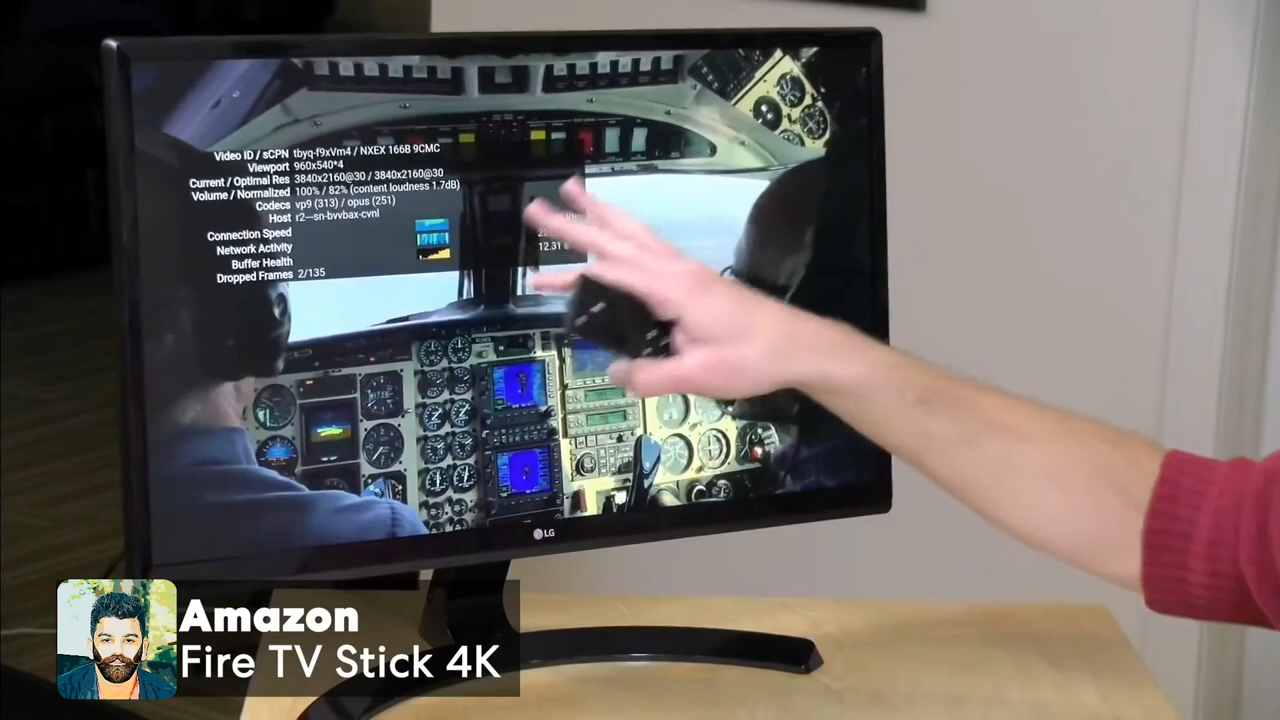 Video ID / sCPN tbyq-f9xVm4 / NXEX 166B 9CMC
Viewport 960x540*4
Current / Optimal Res 3840x2160@30 / 3840x2160@30
Volume / Normalized 100% / 82% (content loudness 1.7dB)
Codecs vp9 (313) / opus (251)
Host r2---sn-bvvbax-cvnl
Connection Speed
Network Activity
Buffer Health 12.31 s
Dropped Frames 2/135
LG
Amazon
Fire TV Stick 4K